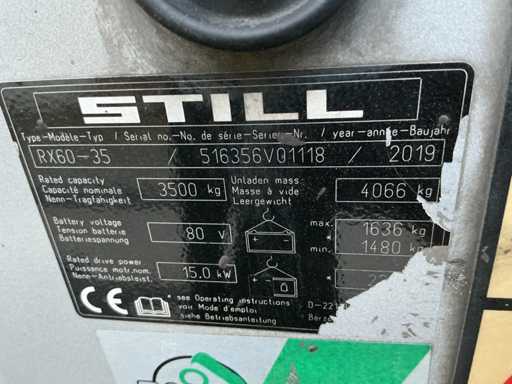 STILL
Type-Modèle-Typ / Serial no.-No. de série-Serien-Nr. / year-année-Baujahr
RX60-35 / 516356V01118 / 2019
Rated capacity
Capacité nominale
Nenn-Tragfähigkeit
3500 kg
Unladen mass
Masse à vide
Leergewicht
4066 kg
Battery voltage
Tension batterie
Batteriespannung
80 V
max. 1636 kg
min. 1480 kg
Rated drive power
Puissance motr.nom.
Nenn-Antriebsleist.
15.0 kW
CE
* see Operating instructions
voir Mode d'emploi
siehe Betriebsanleitung